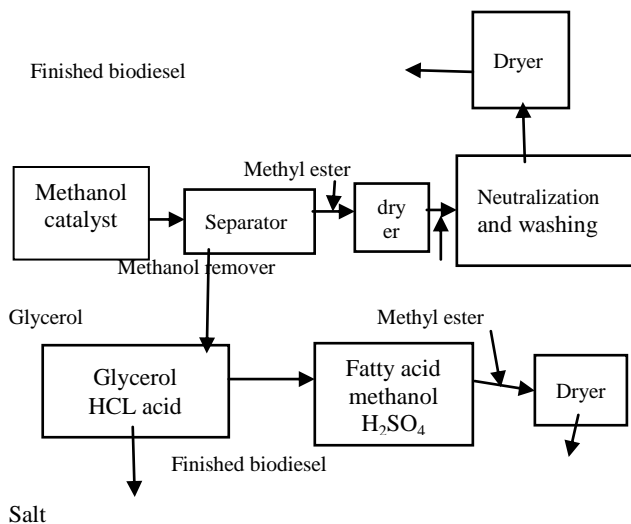 Dryer
Finished biodiesel
Methyl ester
Methanol
catalyst
Separator
dry
er
Neutralization
and washing
Methanol remover
Glycerol
Methyl ester
Glycerol
HCL acid
Fatty acid
methanol
H₂SO₄
Dryer
Finished biodiesel
Salt